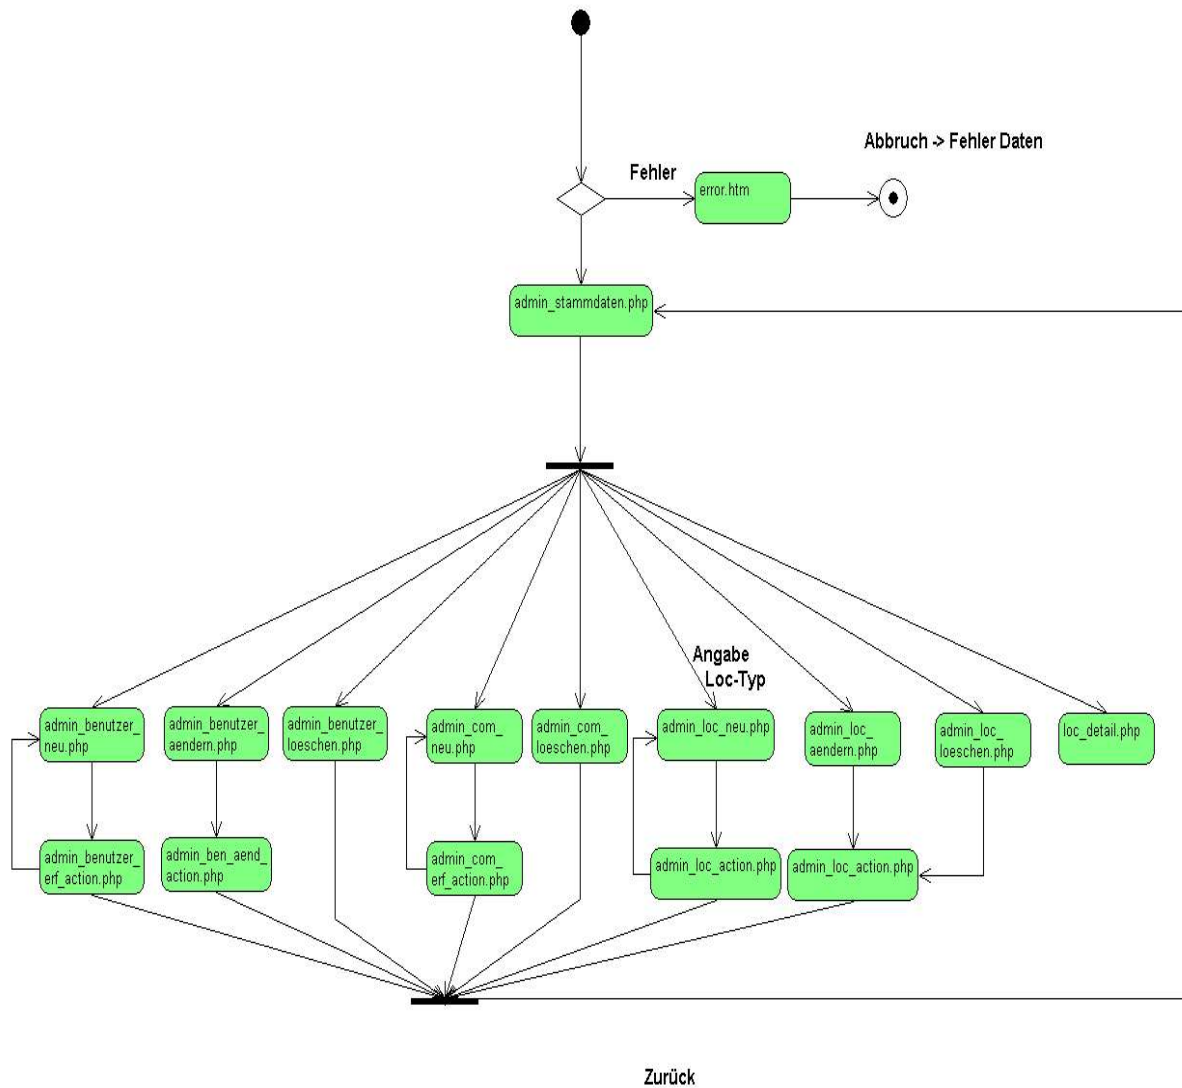 Abbruch -> Fehler Daten
Fehler
error.htm
admin_stammdaten.php
Angabe
Loc-Typ
admin_benutzer_
neu.php
admin_benutzer_
aendern.php
admin_benutzer_
loeschen.php
admin_com_
neu.php
admin_com_
loeschen.php
admin_loc_neu.php
admin_loc_
aendern.php
admin_loc_
loeschen.php
loc_detail.php
admin_benutzer_
erf_action.php
admin_ben_aend_
action.php
admin_com_
erf_action.php
admin_loc_action.php
admin_loc_action.php
Zurück